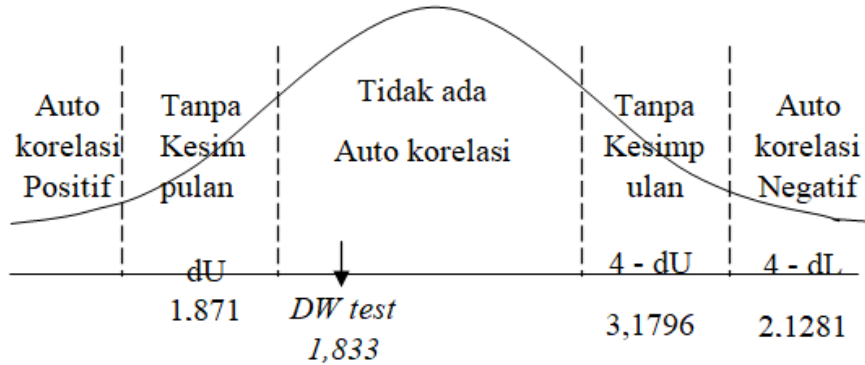 Auto
korelasi
Positif
Tanpa
Kesim
pulan
Tidak ada
Auto korelasi
Tanpa
Kesimp
ulan
Auto
korelasi
Negatif
dU
1.871
DW test
1,833
4 - dU
3,1796
4 - dL
2.1281